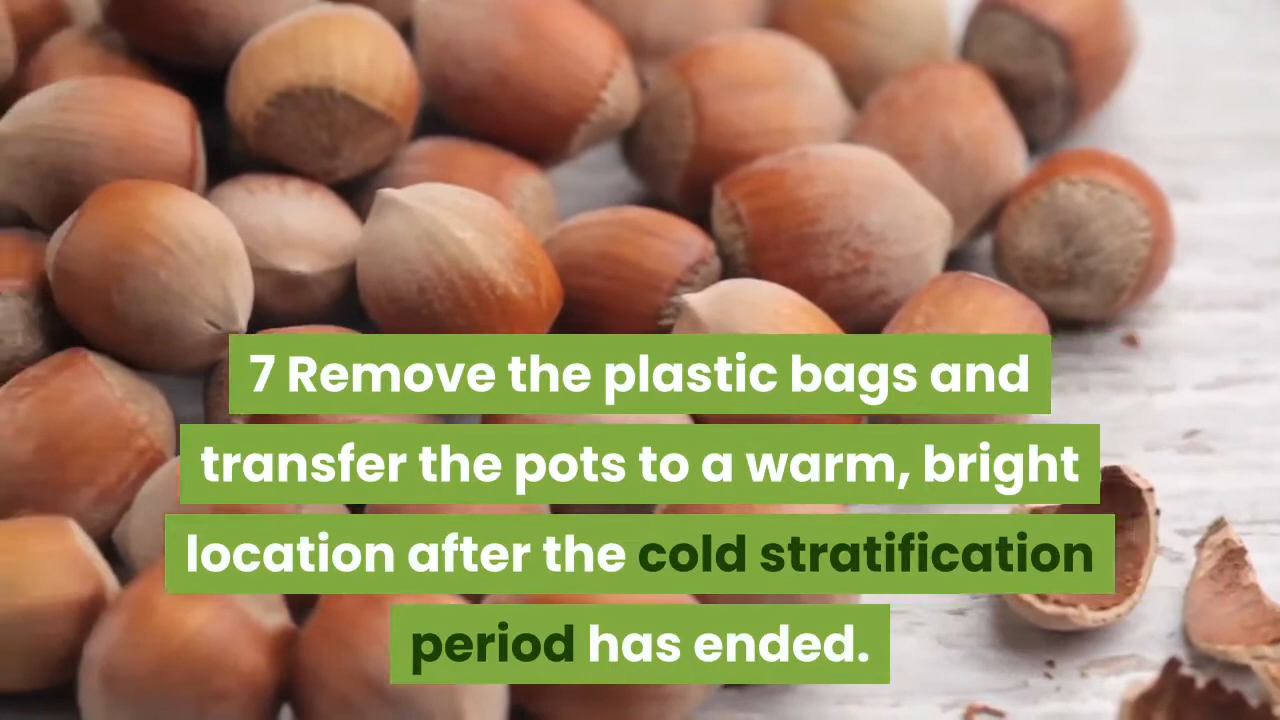 7 Remove the plastic bags and
transfer the pots to a warm, bright
location after the cold stratification
period has ended.